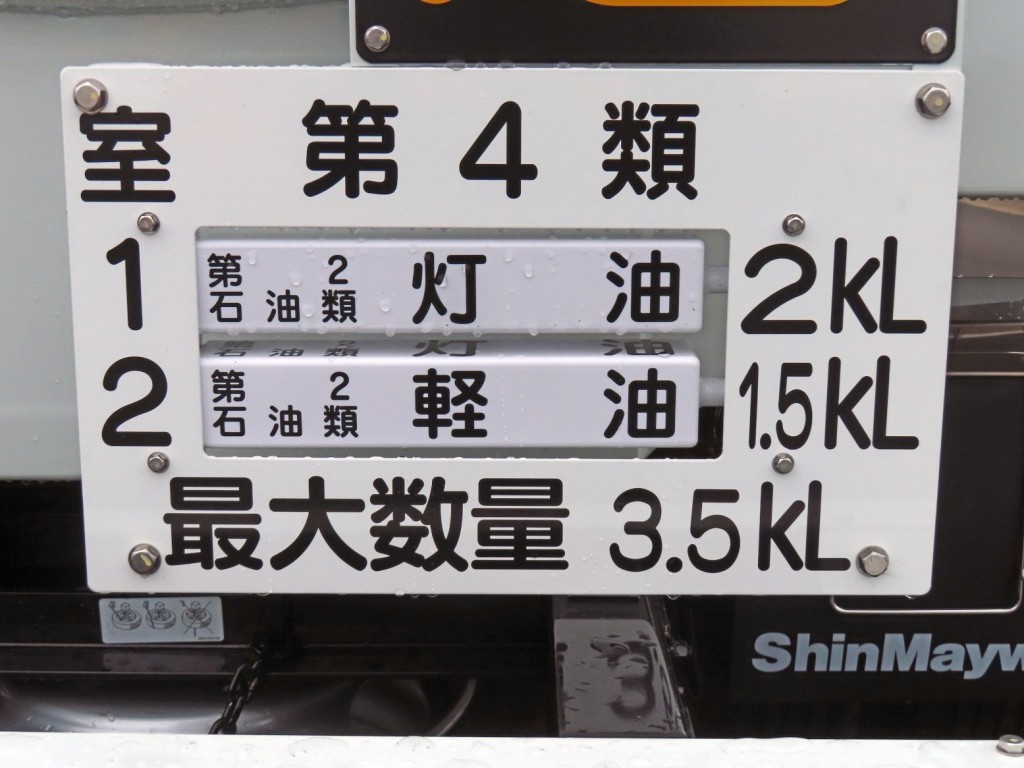 室 第4類
1 第2石油類 灯油 2kL
2 第2石油類 軽油 1.5kL
最大数量 3.5kL
ShinMayw